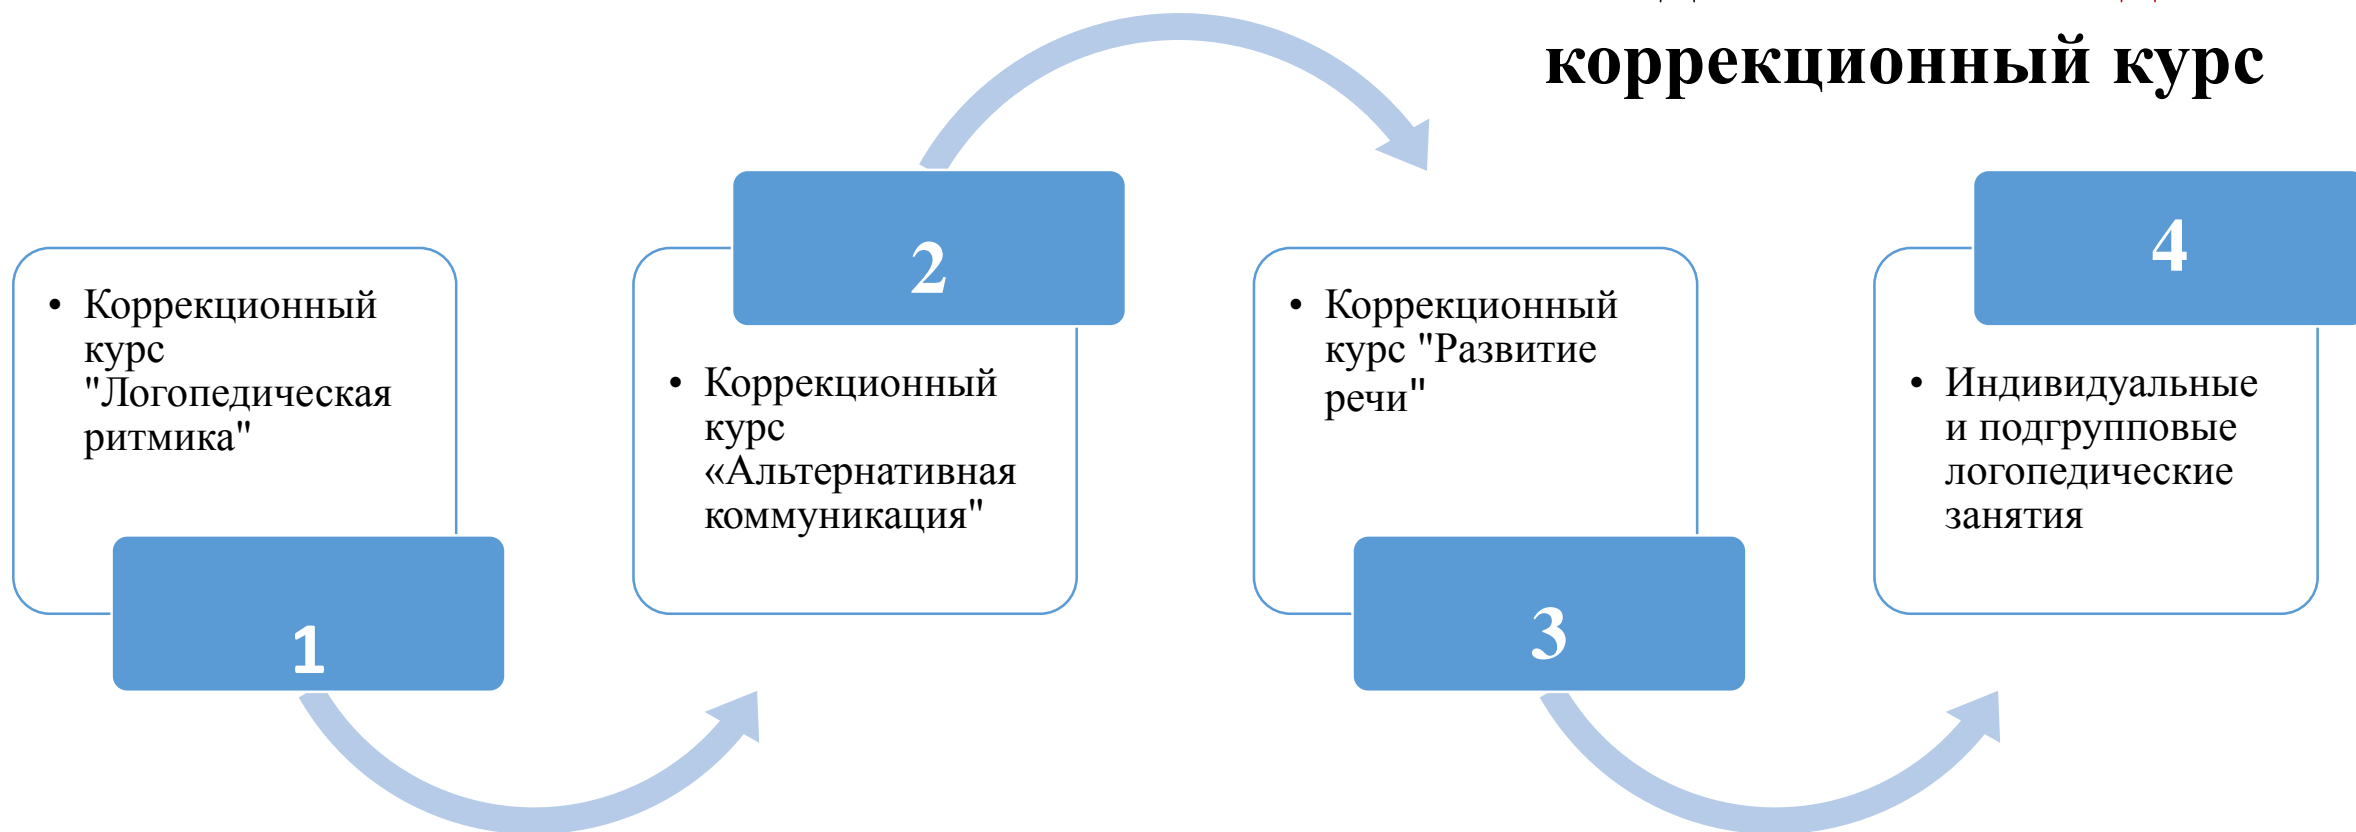 коррекционный курс
• Коррекционный
курс
"Логопедическая
ритмика"
1
2
• Коррекционный
курс
«Альтернативная
коммуникация"
• Коррекционный
курс "Развитие
речи"
3
4
• Индивидуальные
и подгрупповые
логопедические
занятия